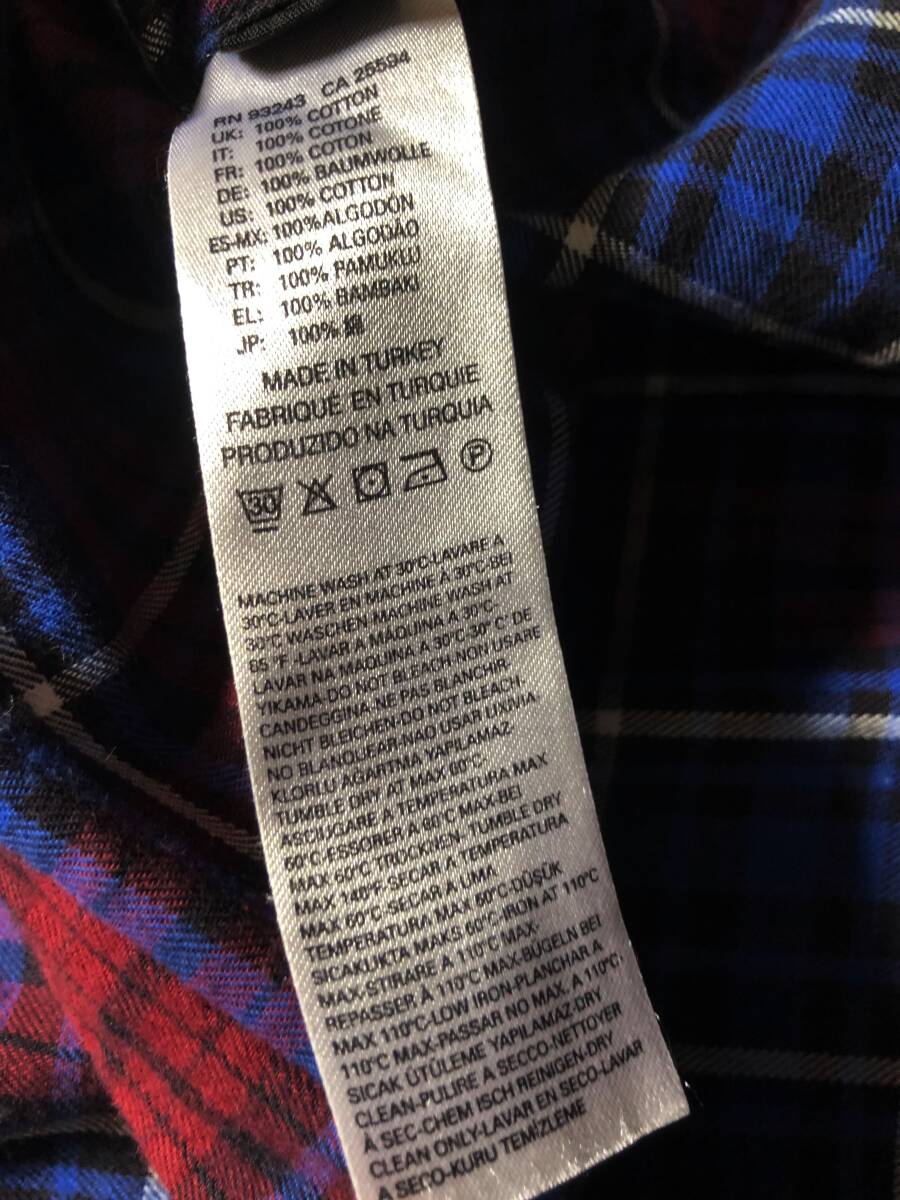 RN 93243 CA 25594
UK: 100% COTTON
IT: 100% COTONE
FR: 100% COTON
DE: 100% BAUMWOLLE
US: 100% COTTON
ES-MX: 100%ALGODÓN
PT: 100% ALGODÃO
TR: 100% PAMUKLU
EL: 100% BAMBAKI
JP: 100% 綿
MADE IN TURKEY
FABRIQUÉ EN TURQUIE
PRODUZIDO NA TURQUIA
30 P
MACHINE WASH AT 30°C-LAVARE A
30°C-LAVER EN MACHINE À 30°C-BEI
30°C WASCHEN MACHINE WASH AT
85 °F-LAVAR A MÁQUINA A 30°C-
LAVAR NA MÁQUINA A 30°C-30° C' DE
YIKAMA-DO NOT BLEACH-NON USARE
CANDEGGINA-NE PAS BLANCHIR-
NICHT BLEICHEN-DO NOT BLEACH-
NO BLANQUEAR-NÃO USAR LIXIVIA-
KLORLU AGARTMA YAPILAMAZ-
TUMBLE DRY AT MAX 60°C-
ASCIUGARE A TEMPERATURA MAX
60°C-ESSORER À 60°C MAX-BEI
MAX 60°C TROCKNEN. TUMBLE DRY
MAX 140°F-SECAR A TEMPERATURA
MAX 60°C-SECAR A UMA
TEMPERATURA MÁX 60°C-DÜŞÜK
SICAKLIKTA MAKS 60°C-IRON AT 110°C
MAX-STIRARE A 110°C MAX-
REPASSER À 110°C MAX-BÜGELN BEI
MAX 110°C-LOW IRON-PLANCHAR A
110°C MAX-PASSAR NO MAX. A 110°C-
SICAK ÜTÜLEME YAPILMAZ-DRY
CLEAN-PULIRE A SECCO-NETTOYER
À SEC-CHEM ISCH REINIGEN-DRY
CLEAN ONLY-LAVAR EN SECO-LAVAR
A SECO-KURU TEMİZLEME